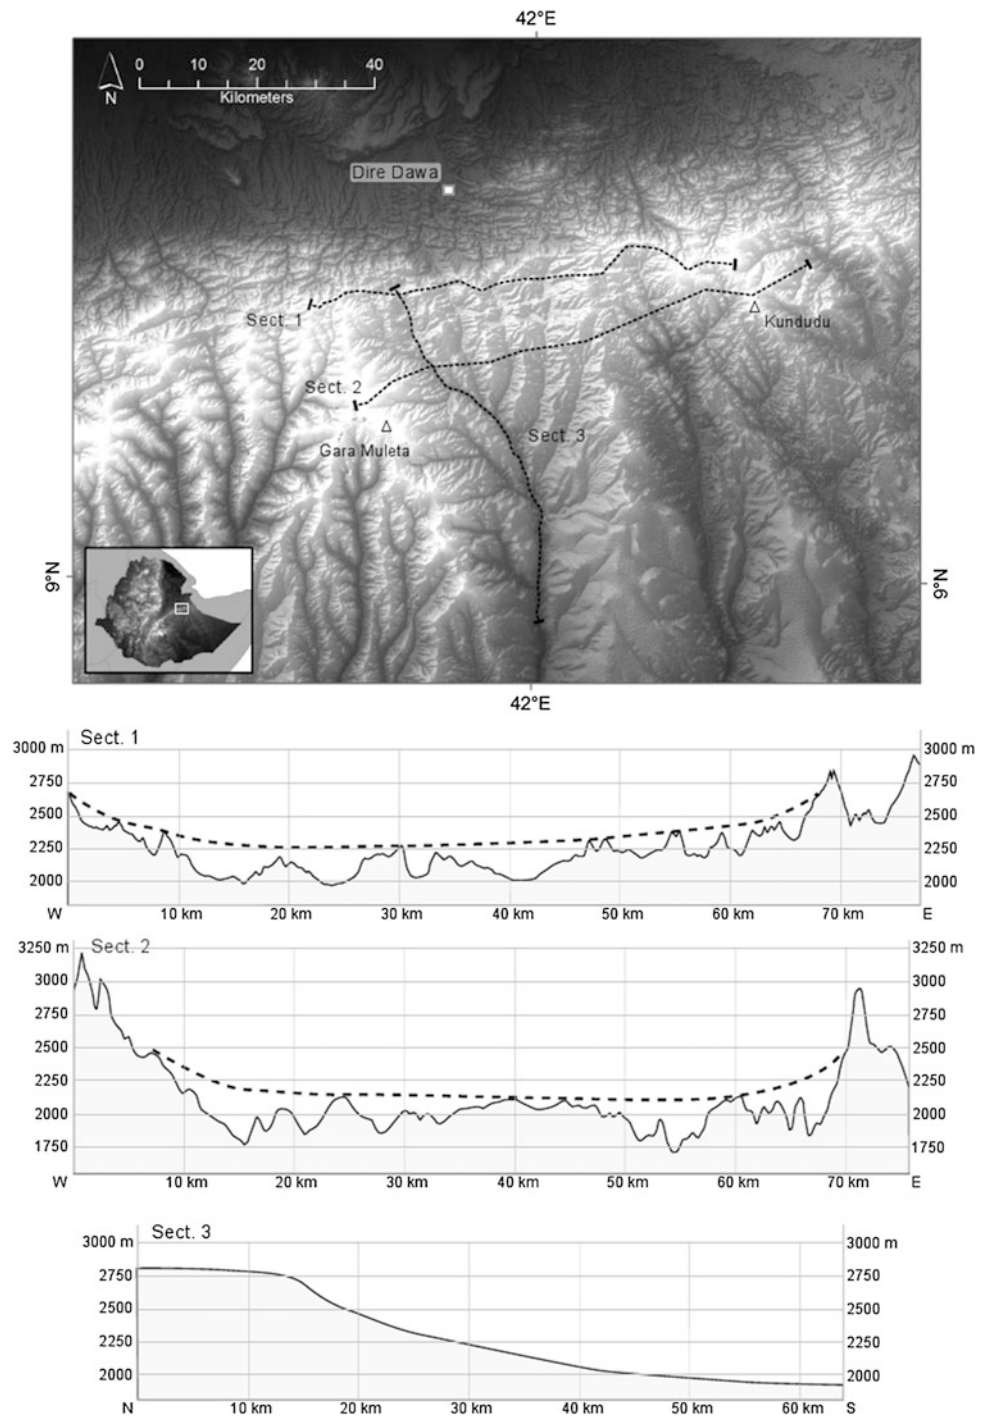 42°E
0 10 20 40
Kilometers
N
Dire Dawa
Sect. 1
Kundudu
Sect. 2
Sect. 3
Gara Muleta
9°N
9°N
42°E
Sect. 1
3000 m 3000 m
2750 2750
2500 2500
2250 2250
2000 2000
W 10 km 20 km 30 km 40 km 50 km 60 km 70 km E
Sect. 2
3250 m 3250 m
3000 3000
2750 2750
2500 2500
2250 2250
2000 2000
1750 1750
W 10 km 20 km 30 km 40 km 50 km 60 km 70 km E
Sect. 3
3000 m 3000 m
2750 2750
2500 2500
2250 2250
2000 2000
N 10 km 20 km 30 km 40 km 50 km 60 km S